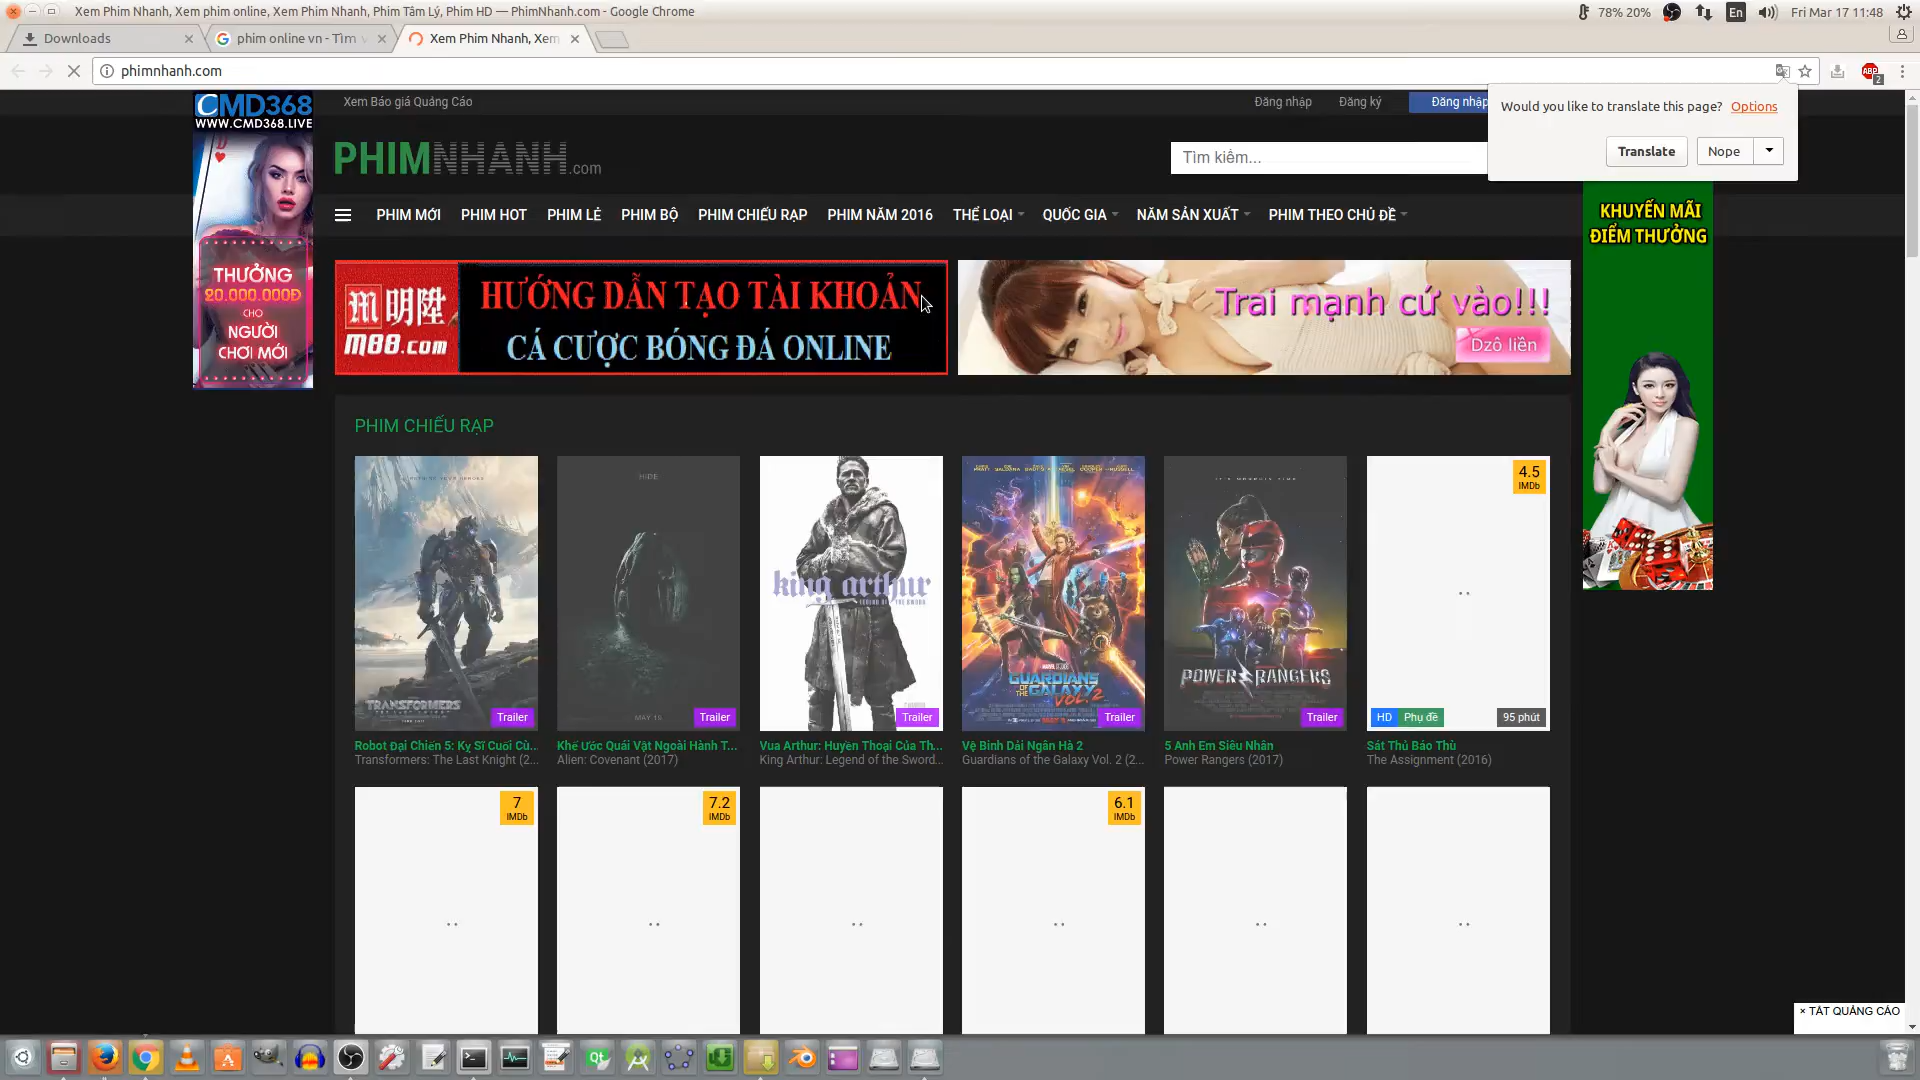 Xem Phim Nhanh, Xem phim online, Xem Phim Nhanh, Phim Tâm Lý, Phim HD — PhimNhanh.com - Google Chrome
78% 20%
En
Fri Mar 17 11:48
Downloads
phim online vn - Tìm
Xem Phim Nhanh, Xem
phimnhanh.com
ABP
2
Would you like to translate this page? Options
Translate
Nope
CMD368
WWW.CMD368.LIVE
THƯỞNG
20.000.000Đ
CHO
NGƯỜI
CHƠI MỚI
Xem Báo giá Quảng Cáo
Đăng nhập
Đăng ký
Đăng nhập
PHIMNHANH.com
Tìm kiếm...
PHIM MỚI
PHIM HOT
PHIM LẺ
PHIM BỘ
PHIM CHIẾU RẠP
PHIM NĂM 2016
THỂ LOẠI
QUỐC GIA
NĂM SẢN XUẤT
PHIM THEO CHỦ ĐỀ
M明陞
m88.com
HƯỚNG DẪN TẠO TÀI KHOẢN
CÁ CƯỢC BÓNG ĐÁ ONLINE
Trai mạnh cứ vào!!!
Dzô liền
KHUYẾN MÃI
ĐIỂM THƯỞNG
PHIM CHIẾU RẠP
TRANSFORMERS
Trailer
Robot Đại Chiến 5: Kỵ Sĩ Cuối Cù...
Transformers: The Last Knight (2...
HIDE
MAY 19
Trailer
Khế Ước Quái Vật Ngoài Hành T...
Alien: Covenant (2017)
king arthur
LEGEND OF THE SWORD
Trailer
Vua Arthur: Huyền Thoại Của Th...
King Arthur: Legend of the Sword...
GUARDIANS
OF THE GALAXY
VOL. 2
Trailer
Vệ Binh Dải Ngân Hà 2
Guardians of the Galaxy Vol. 2 (2...
POWER RANGERS
Trailer
5 Anh Em Siêu Nhân
Power Rangers (2017)
4.5
IMDb
HD
Phụ đề
95 phút
Sát Thủ Báo Thù
The Assignment (2016)
7
IMDb
7.2
IMDb
6.1
IMDb
× TẮT QUẢNG CÁO